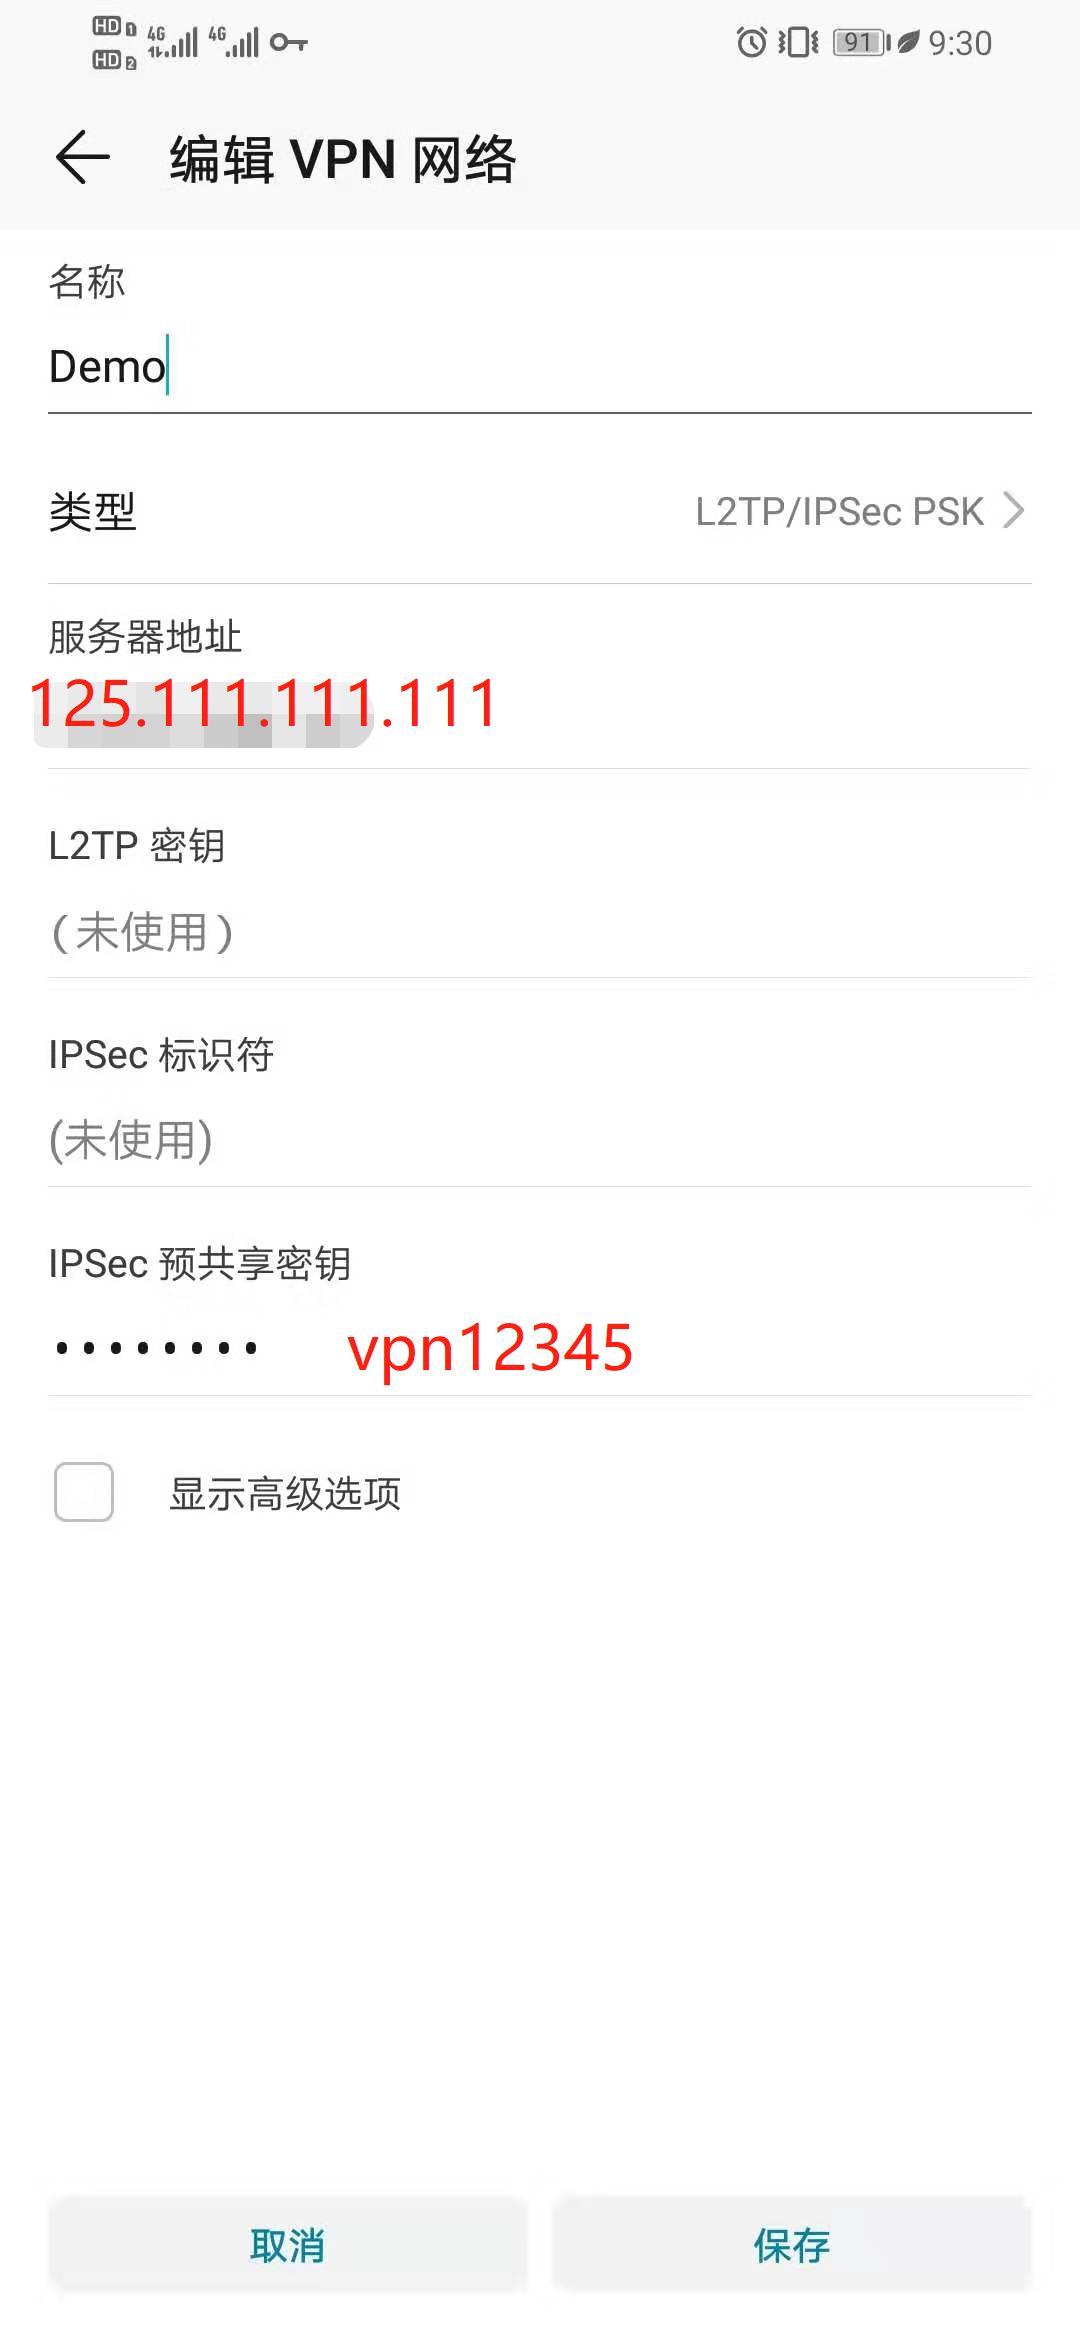 HD 1 4G 4G 91 9:30
HD 2
编辑 VPN 网络
名称
Demo
类型 L2TP/IPSec PSK
服务器地址
125.111.111.111
L2TP 密钥
（未使用）
IPSec 标识符
(未使用)
IPSec 预共享密钥
•••••••• vpn12345
显示高级选项
取消 保存